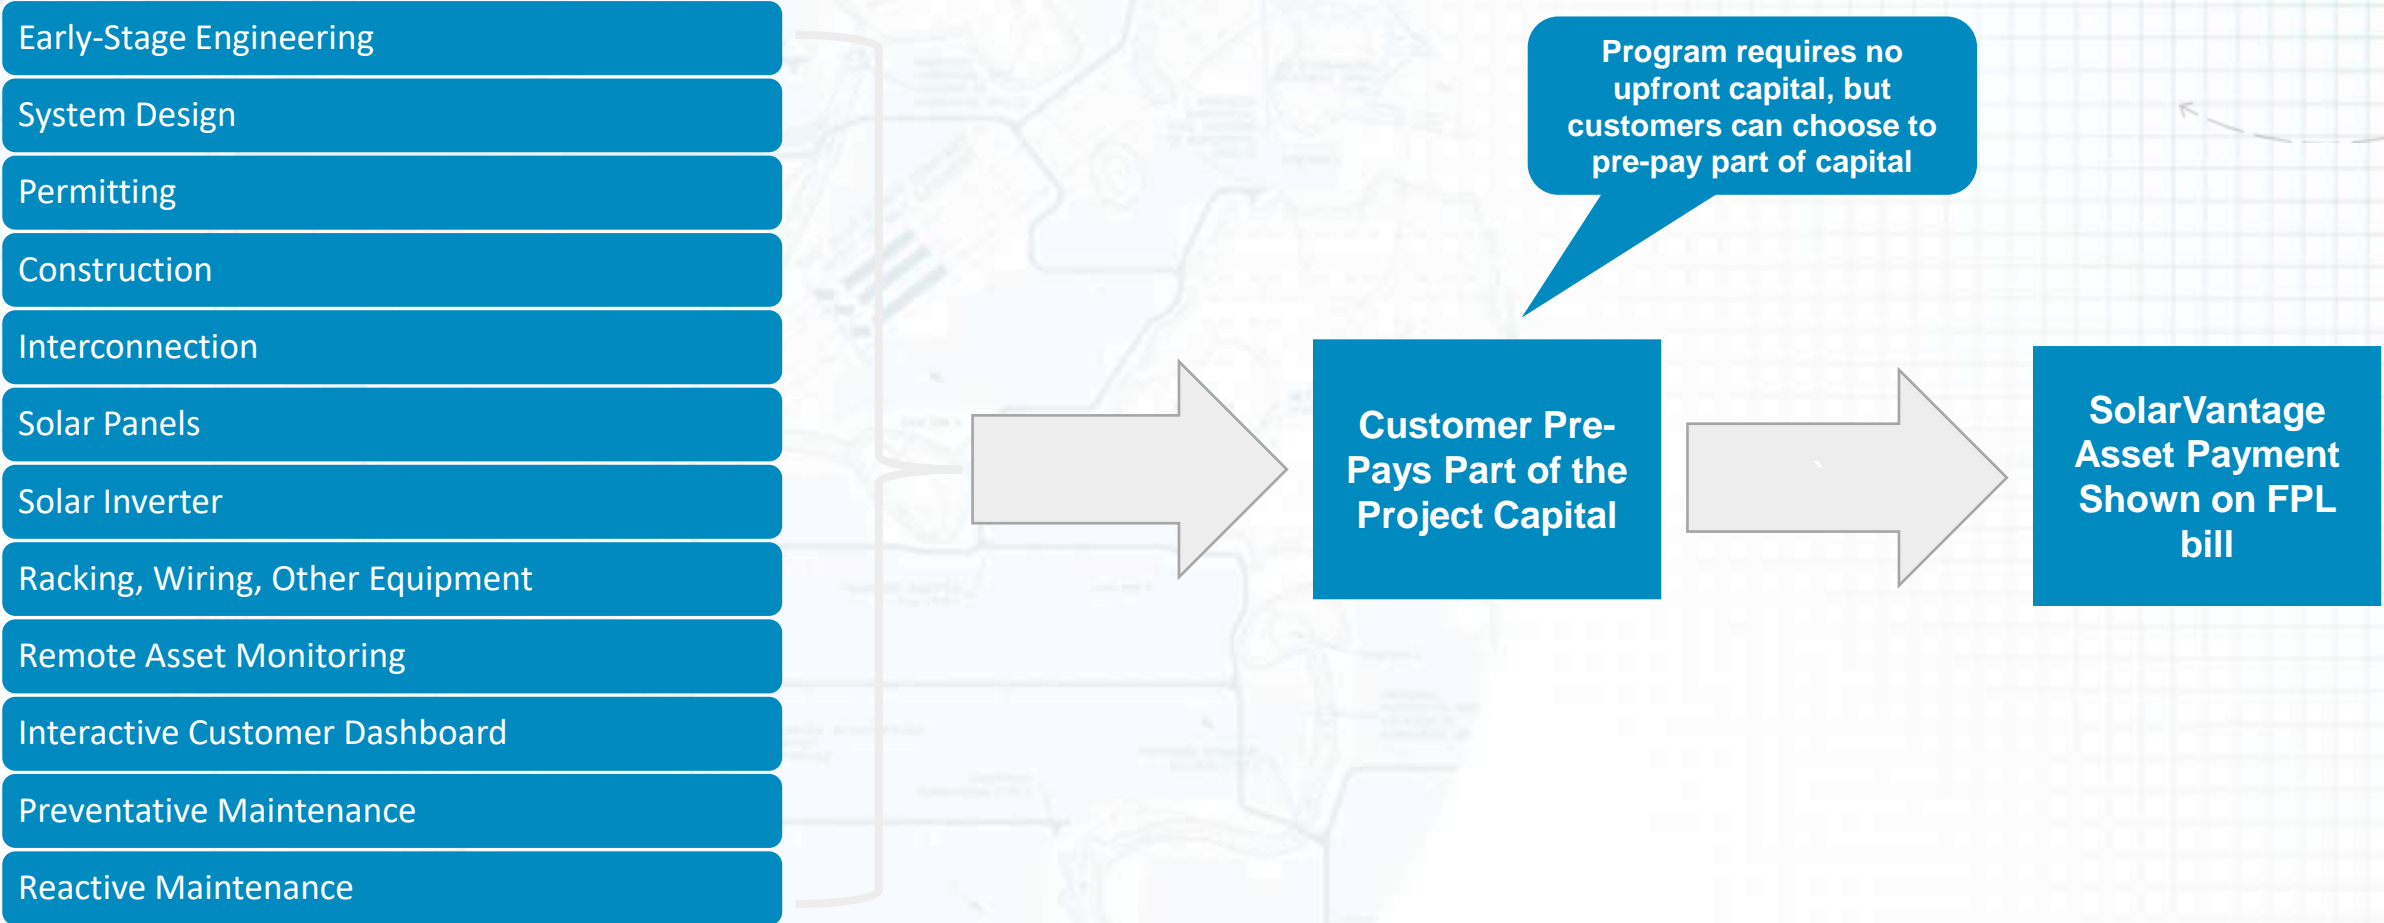 Early-Stage Engineering
System Design
Permitting
Construction
Interconnection
Solar Panels
Solar Inverter
Racking, Wiring, Other Equipment
Remote Asset Monitoring
Interactive Customer Dashboard
Preventative Maintenance
Reactive Maintenance
Program requires no
upfront capital, but
customers can choose to
pre-pay part of capital
Customer Pre-
Pays Part of the
Project Capital
`
SolarVantage
Asset Payment
Shown on FPL
bill